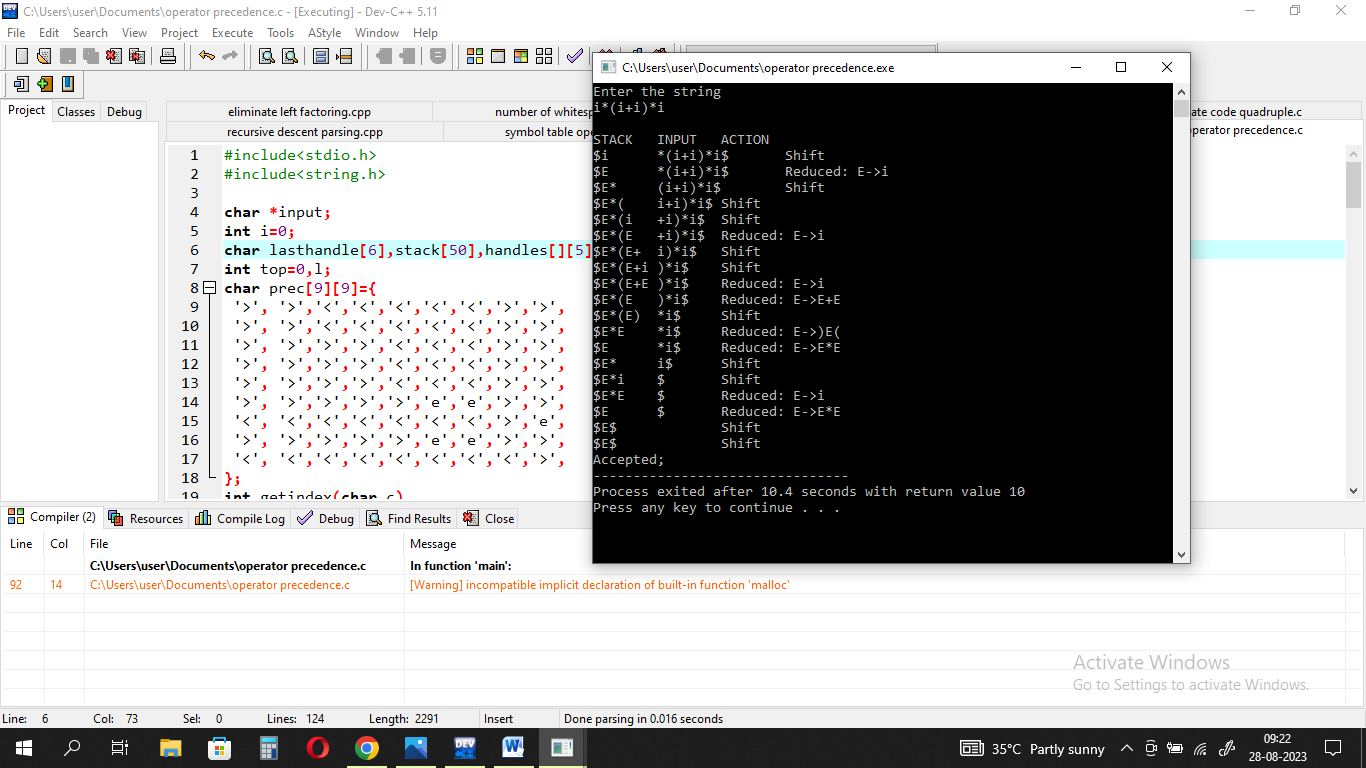 C:\Users\user\Documents\operator precedence.c - [Executing] - Dev-C++ 5.11
File Edit Search View Project Execute Tools AStyle Window Help
Project Classes Debug
eliminate left factoring.cpp number of whitesp ate code quadruple.c
recursive descent parsing.cpp symbol table ope perator precedence.c
1 #include<stdio.h>
2 #include<string.h>
3
4 char *input;
5 int i=0;
6 char lasthandle[6],stack[50],handles[][5]
7 int top=0,l;
8 char prec[9][9]={
9 '>', '>','<','<','<','<','<','>','>',
10 '>', '>','<','<','<','<','<','>','>',
11 '>', '>','>','>','<','<','<','>','>',
12 '>', '>','>','>','<','<','<','>','>',
13 '>', '>','>','>','<','<','<','>','>',
14 '>', '>','>','>','>','e','e','>','>',
15 '<', '<','<','<','<','<','<','>','e',
16 '>', '>','>','>','>','e','e','>','>',
17 '<', '<','<','<','<','<','<','<','>',
18 };
19 int getindex(char c)
C:\Users\user\Documents\operator precedence.exe
Enter the string
i*(i+i)*i
STACK INPUT ACTION
$i *(i+i)*i$ Shift
$E *(i+i)*i$ Reduced: E->i
$E* (i+i)*i$ Shift
$E*( i+i)*i$ Shift
$E*(i +i)*i$ Shift
$E*(E +i)*i$ Reduced: E->i
$E*(E+ i)*i$ Shift
$E*(E+i )*i$ Shift
$E*(E+E )*i$ Reduced: E->i
$E*(E )*i$ Reduced: E->E+E
$E*(E) *i$ Shift
$E*E *i$ Reduced: E->)E(
$E *i$ Reduced: E->E*E
$E* i$ Shift
$E*i $ Shift
$E*E $ Reduced: E->i
$E $ Reduced: E->E*E
$E$ Shift
$E$ Shift
Accepted;
--------------------------------
Process exited after 10.4 seconds with return value 10
Press any key to continue . . .
Compiler (2) Resources Compile Log Debug Find Results Close
Line Col File Message
C:\Users\user\Documents\operator precedence.c In function 'main':
92 14 C:\Users\user\Documents\operator precedence.c [Warning] incompatible implicit declaration of built-in function 'malloc'
Activate Windows
Go to Settings to activate Windows.
Line: 6 Col: 73 Sel: 0 Lines: 124 Length: 2291 Insert Done parsing in 0.016 seconds
35°C Partly sunny 09:22
28-08-2023